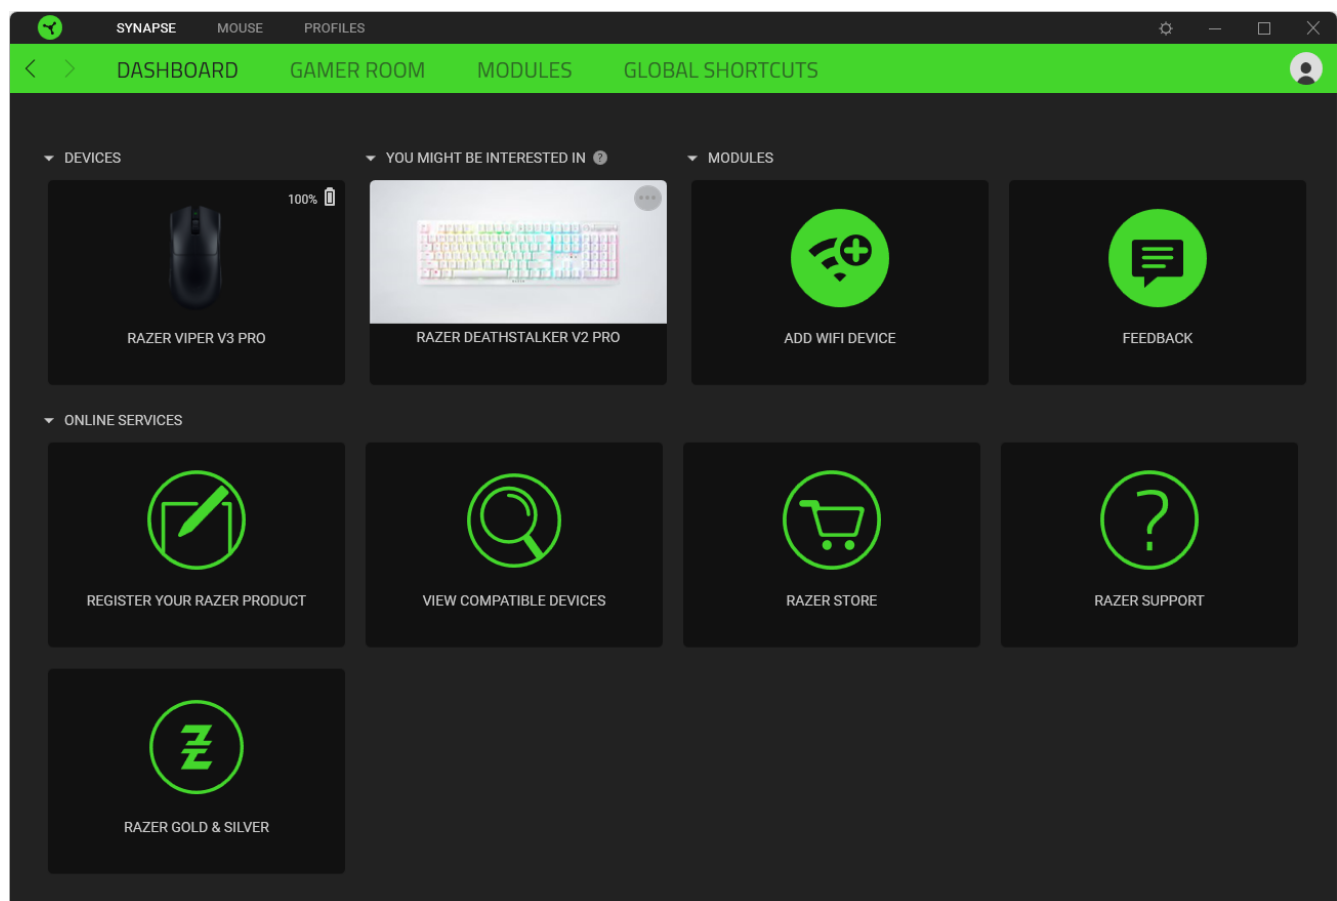 SYNAPSE MOUSE PROFILES
DASHBOARD GAMER ROOM MODULES GLOBAL SHORTCUTS
DEVICES
YOU MIGHT BE INTERESTED IN ?
MODULES
100%
RAZER VIPER V3 PRO
RAZER DEATHSTALKER V2 PRO
ADD WIFI DEVICE
FEEDBACK
ONLINE SERVICES
REGISTER YOUR RAZER PRODUCT
VIEW COMPATIBLE DEVICES
RAZER STORE
RAZER SUPPORT
RAZER GOLD & SILVER